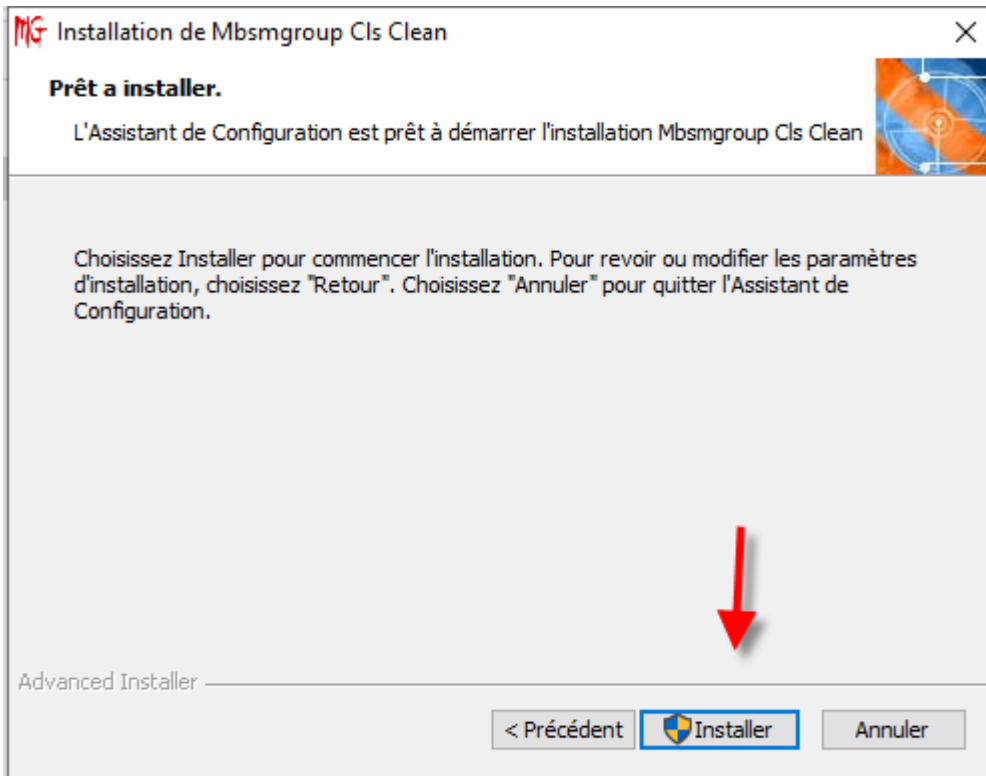 MG Installation de Mbsmgroup Cls Clean
Prêt a installer.
L'Assistant de Configuration est prêt à démarrer l'installation Mbsmgroup Cls Clean
Choisissez Installer pour commencer l'installation. Pour revoir ou modifier les paramètres
d'installation, choisissez "Retour". Choisissez "Annuler" pour quitter l'Assistant de
Configuration.
Advanced Installer
< Précédent
Installer
Annuler